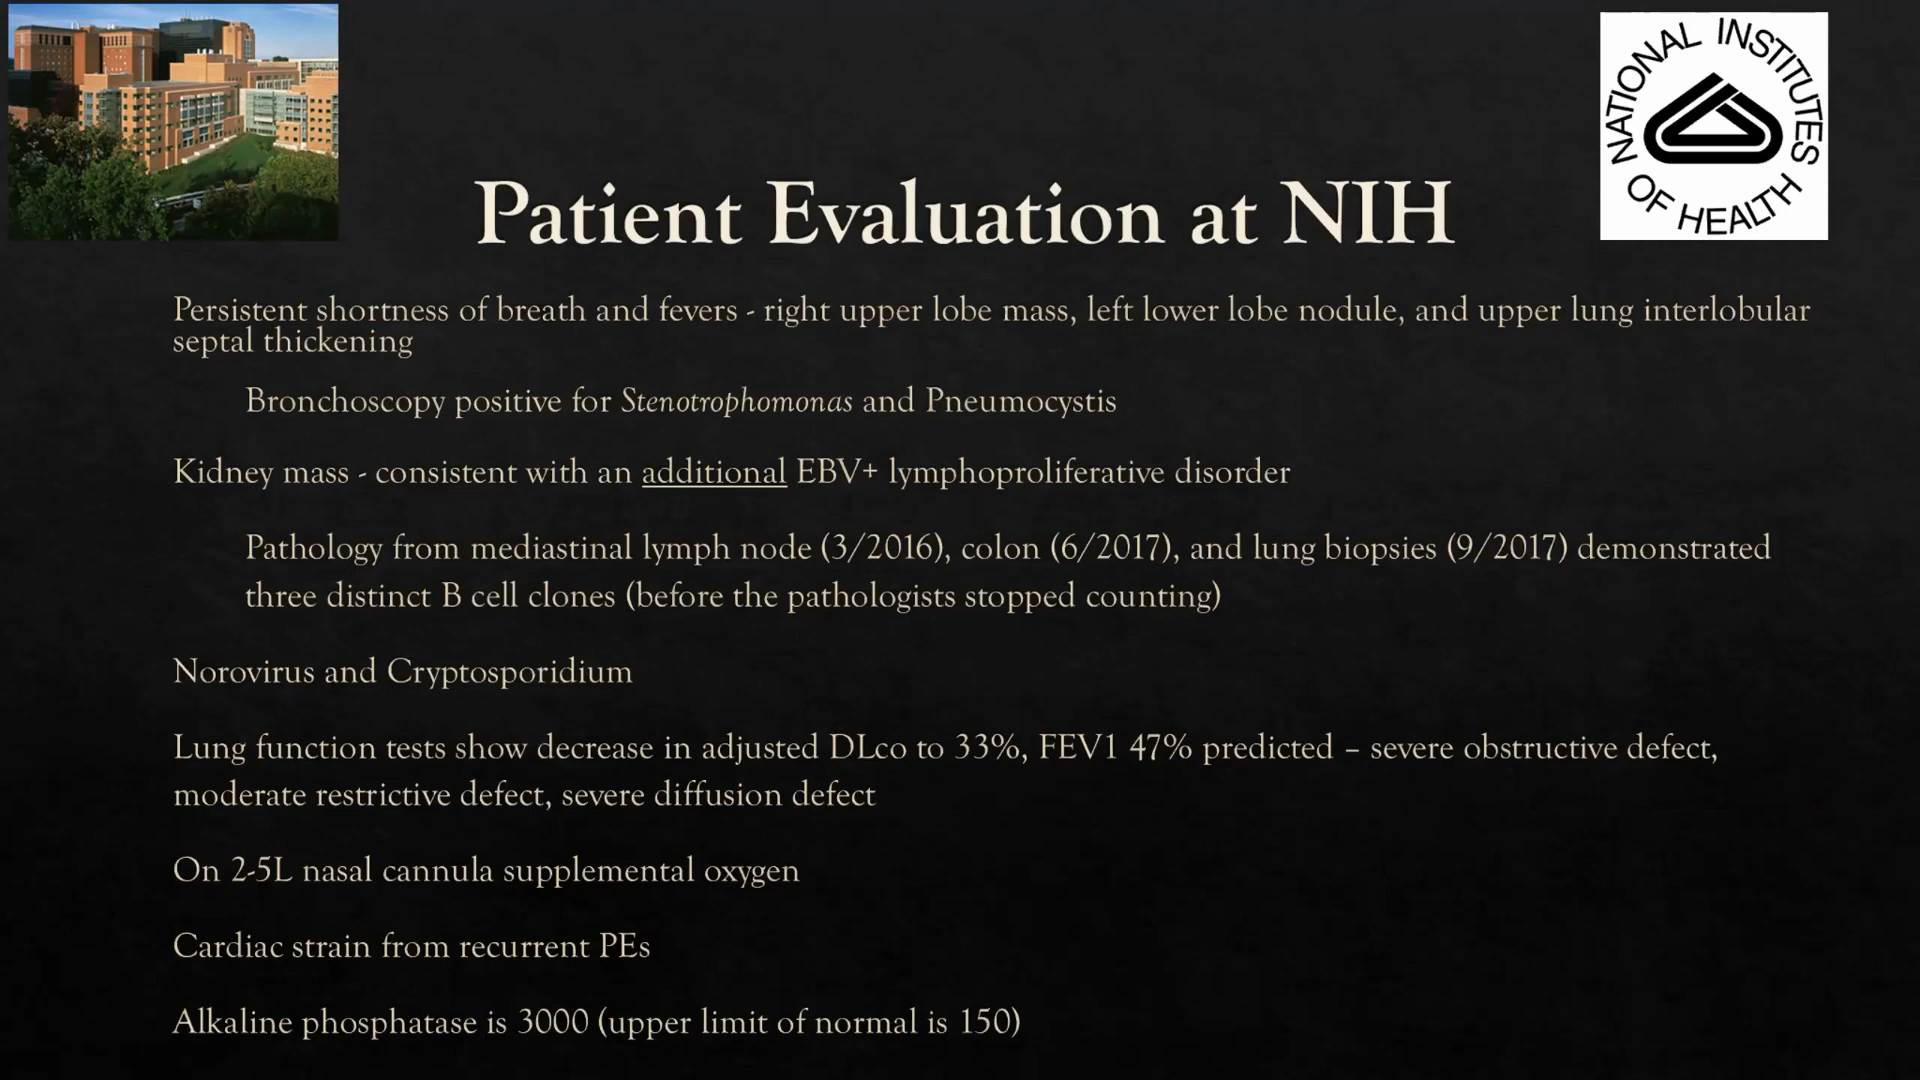 NATIONAL INSTITUTES
OF HEALTH
Patient Evaluation at NIH
Persistent shortness of breath and fevers - right upper lobe mass, left lower lobe nodule, and upper lung interlobular
septal thickening
Bronchoscopy positive for Stenotrophomonas and Pneumocystis
Kidney mass - consistent with an additional EBV+ lymphoproliferative disorder
Pathology from mediastinal lymph node (3/2016), colon (6/2017), and lung biopsies (9/2017) demonstrated
three distinct B cell clones (before the pathologists stopped counting)
Norovirus and Cryptosporidium
Lung function tests show decrease in adjusted DLco to 33%, FEV1 47% predicted – severe obstructive defect,
moderate restrictive defect, severe diffusion defect
On 2-5L nasal cannula supplemental oxygen
Cardiac strain from recurrent PEs
Alkaline phosphatase is 3000 (upper limit of normal is 150)